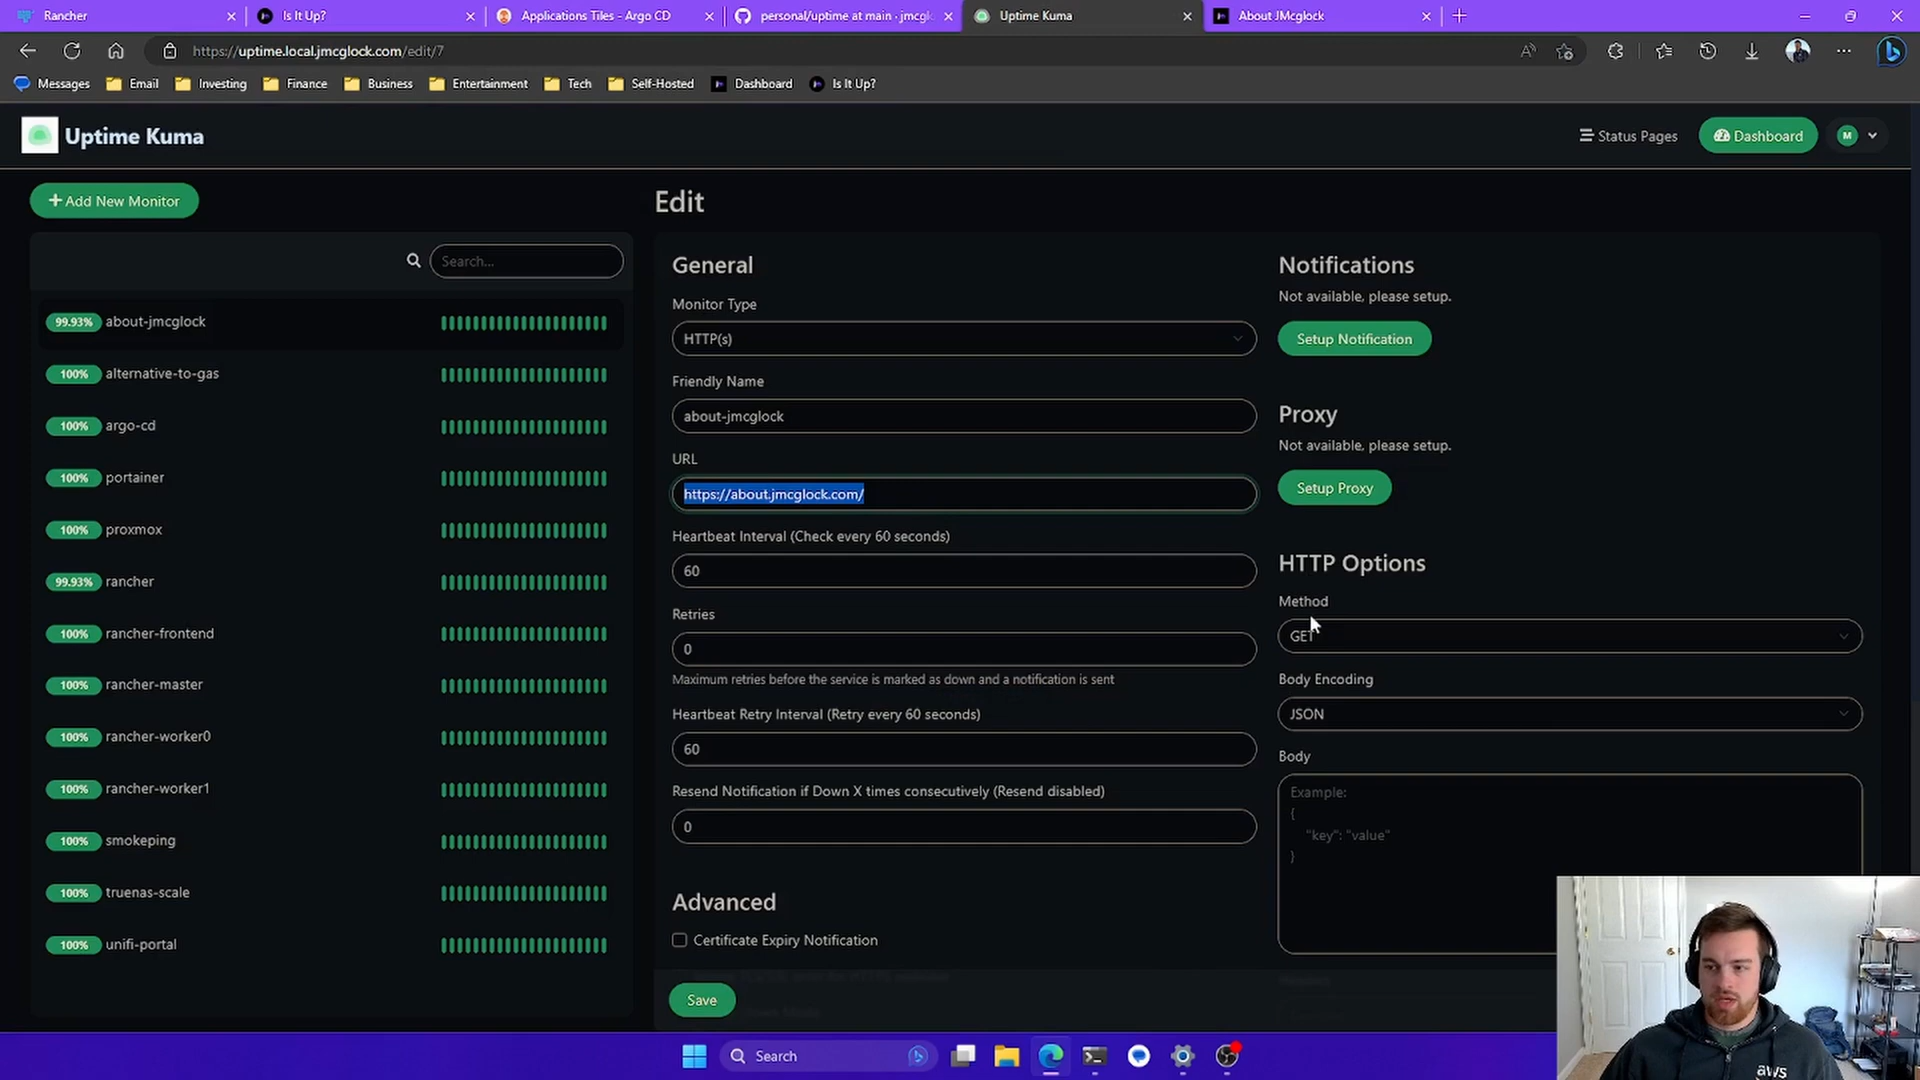 Rancher
Is It Up?
Applications Tiles - Argo CD
personal/uptime at main · jmcglo
Uptime Kuma
About JMcglock
https://uptime.local.jmcglock.com/edit/7
Messages
Email
Investing
Finance
Business
Entertainment
Tech
Self-Hosted
Dashboard
Is It Up?
Uptime Kuma
Status Pages
Dashboard
M
Add New Monitor
Search...
99.93% about-jmcglock
100% alternative-to-gas
100% argo-cd
100% portainer
100% proxmox
99.93% rancher
100% rancher-frontend
100% rancher-master
100% rancher-worker0
100% rancher-worker1
100% smokeping
100% truenas-scale
100% unifi-portal
Edit
General
Monitor Type
HTTP(s)
Friendly Name
about-jmcglock
URL
https://about.jmcglock.com/
Heartbeat Interval (Check every 60 seconds)
60
Retries
0
Maximum retries before the service is marked as down and a notification is sent
Heartbeat Retry Interval (Retry every 60 seconds)
60
Resend Notification if Down X times consecutively (Resend disabled)
0
Advanced
Certificate Expiry Notification
Save
Notifications
Not available, please setup.
Setup Notification
Proxy
Not available, please setup.
Setup Proxy
HTTP Options
Method
GET
Body Encoding
JSON
Body
Example:
{
"key": "value"
}
Search
aws